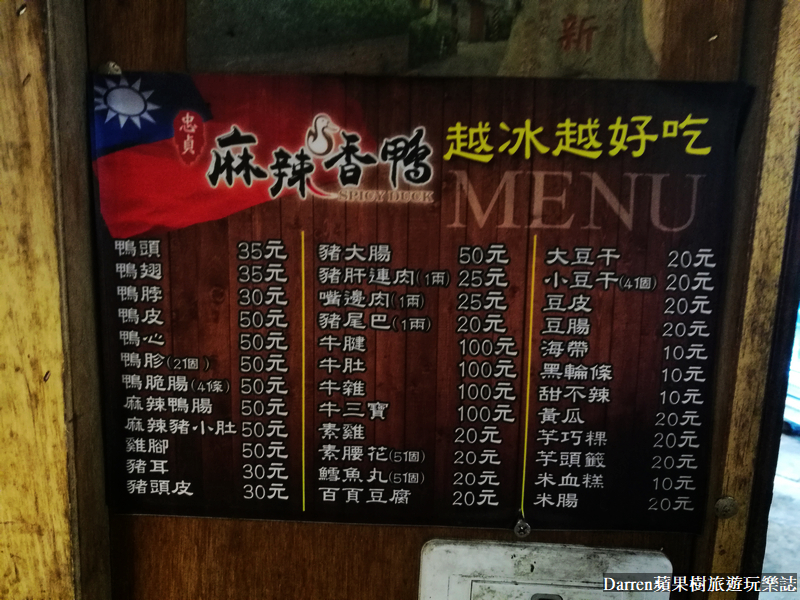 新
忠貞
麻辣香鴨
SPICY DUCK
越冰越好吃
MENU
鴨頭 35元
鴨翅 35元
鴨脖 30元
鴨皮 50元
鴨心 50元
鴨胗(2個) 50元
鴨脆腸(4條) 50元
麻辣鴨腸 50元
麻辣豬小肚 50元
雞腳 50元
豬耳 30元
豬頭皮 30元
豬大腸 50元
豬肝連肉(1兩) 25元
嘴邊肉(1兩) 25元
豬尾巴(1兩) 20元
牛腱 100元
牛肚 100元
牛雜 100元
牛三寶 100元
素雞 20元
素腰花(5個) 20元
鱈魚丸(5個) 20元
百頁豆腐 20元
大豆干 20元
小豆干(4個) 20元
豆皮 20元
豆腸 20元
海帶 10元
黑輪條 10元
甜不辣 10元
黃瓜 20元
芋巧粿 20元
芋頭籤 20元
米血糕 10元
米腸 20元
Darren蘋果樹旅遊玩樂誌